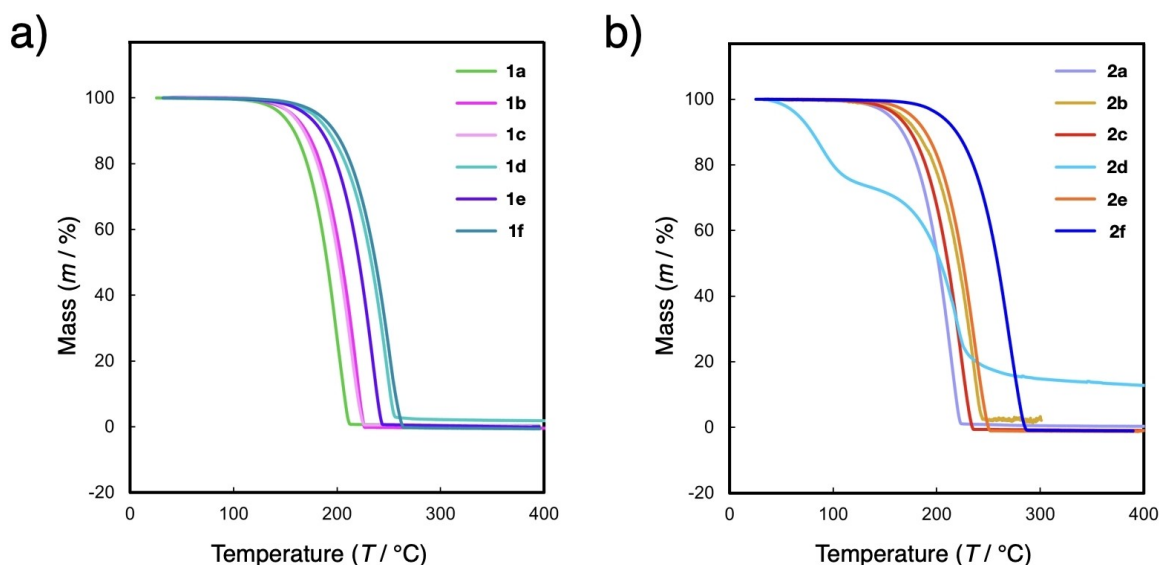 a)
1a
1b
1c
1d
1e
1f
100
80
60
40
20
0
-20
0
100
200
300
400
Mass (m / %)
Temperature (T / °C)
b)
2a
2b
2c
2d
2e
2f
100
80
60
40
20
0
-20
0
100
200
300
400
Mass (m / %)
Temperature (T / °C)